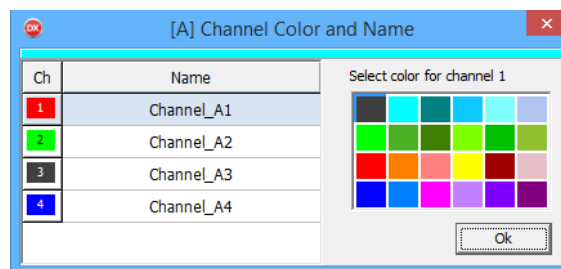 DX
[A] Channel Color and Name
Ch Name
1 Channel_A1
2 Channel_A2
3 Channel_A3
4 Channel_A4
Select color for channel 1
Ok